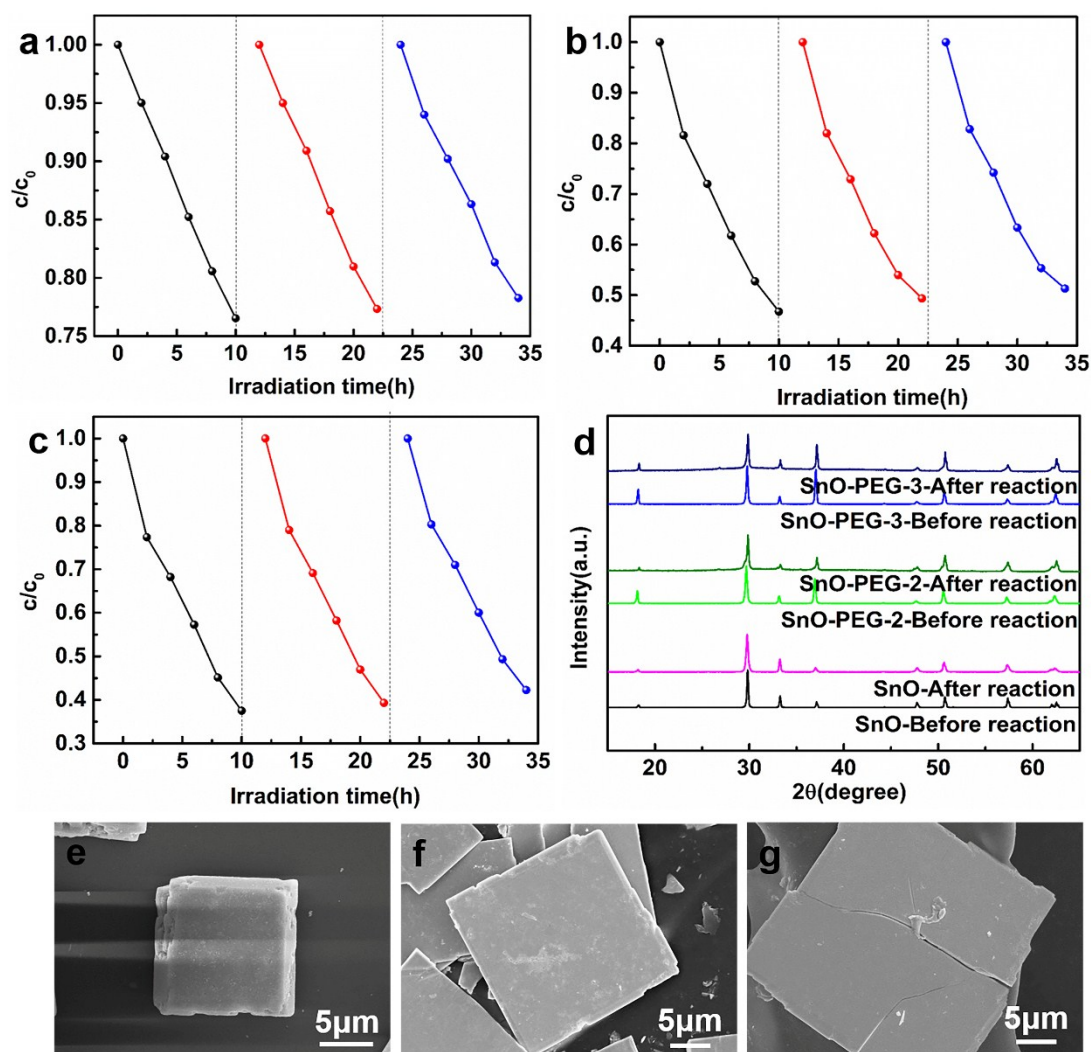 a
1.00
0.95
0.90
0.85
0.80
0.75
c/c0
0 5 10 15 20 25 30 35
Irradiation time(h)
b
1.0
0.9
0.8
0.7
0.6
0.5
0.4
c/c0
0 5 10 15 20 25 30 35
Irradiation time(h)
c
1.0
0.9
0.8
0.7
0.6
0.5
0.4
0.3
c/c0
0 5 10 15 20 25 30 35
Irradiation time(h)
d
SnO-PEG-3-After reaction
SnO-PEG-3-Before reaction
SnO-PEG-2-After reaction
SnO-PEG-2-Before reaction
SnO-After reaction
SnO-Before reaction
Intensity(a.u.)
20 30 40 50 60
2θ(degree)
e
5μm
f
5μm
g
5μm